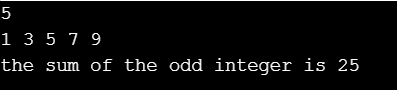 5
1 3 5 7 9
the sum of the odd integer is 25